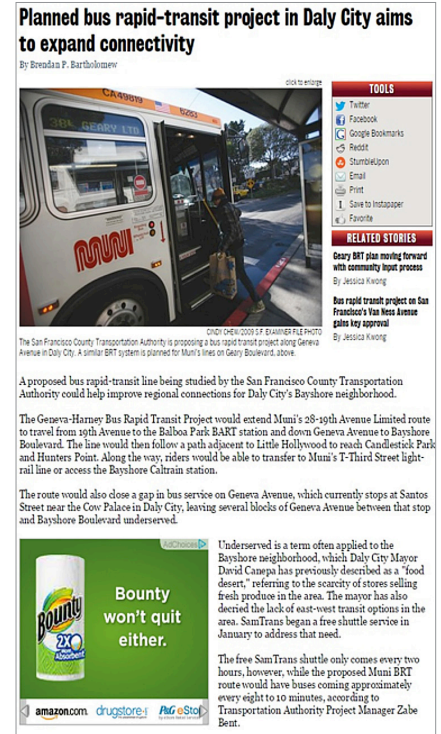 Planned bus rapid-transit project in Daly City aims
to expand connectivity
By Brendan P. Bartholomew
click to enlarge
CA49819
6283
38L GEARY LTD
MUNI
CINDY CHEW/2009 S.F. EXAMINER FILE PHOTO
The San Francisco County Transportation Authority is proposing a bus rapid transit project along Geneva
Avenue in Daly City. A similar BRT system is planned for Muni's lines on Geary Boulevard, above.
TOOLS
Twitter
Facebook
Google Bookmarks
Reddit
StumbleUpon
Email
Print
Save to Instapaper
Favorite
RELATED STORIES
Geary BRT plan moving forward
with community input process
By Jessica Kwong
Bus rapid transit project on San
Francisco's Van Ness Avenue
gains key approval
By Jessica Kwong
A proposed bus rapid-transit line being studied by the San Francisco County Transportation
Authority could help improve regional connections for Daly City's Bayshore neighborhood.
The Geneva-Harney Bus Rapid Transit Project would extend Muni's 28-19th Avenue Limited route
to travel from 19th Avenue to the Balboa Park BART station and down Geneva Avenue to Bayshore
Boulevard. The line would then follow a path adjacent to Little Hollywood to reach Candlestick Park
and Hunters Point. Along the way, riders would be able to transfer to Muni's T-Third Street light-
rail line or access the Bayshore Caltrain station.
The route would also close a gap in bus service on Geneva Avenue, which currently stops at Santos
Street near the Cow Palace in Daly City, leaving several blocks of Geneva Avenue between that stop
and Bayshore Boulevard underserved.
AdChoices
Bounty
2X
More
Absorbent
Bounty
won't quit
either.
amazon.com
drugstore
P&G eSto
Underserved is a term often applied to the
Bayshore neighborhood, which Daly City Mayor
David Canepa has previously described as a "food
desert," referring to the scarcity of stores selling
fresh produce in the area. The mayor has also
decried the lack of east-west transit options in the
area. SamTrans began a free shuttle service in
January to address that need.
The free SamTrans shuttle only comes every two
hours, however, while the proposed Muni BRT
route would have buses coming approximately
every eight to 10 minutes, according to
Transportation Authority Project Manager Zabe
Bent.